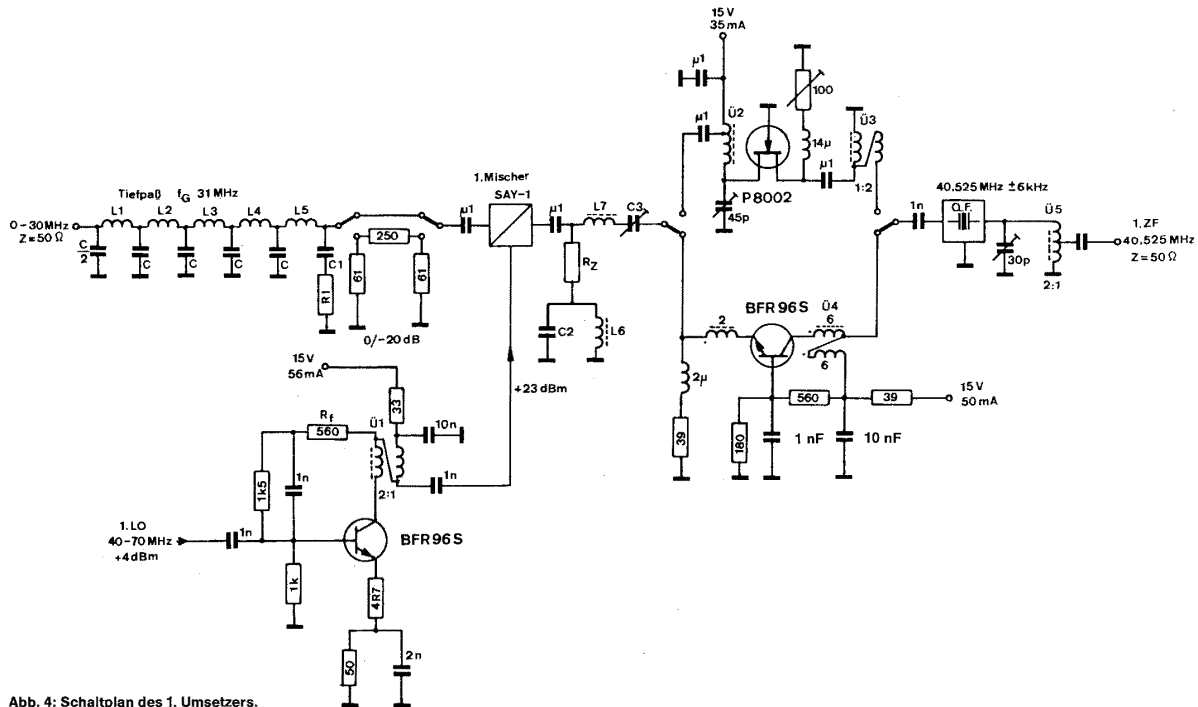 15 V
35 mA
µ1
Ü2
100
Ü3
µ1
14µ
µ1
1:2
P8002
45p
Tiefpaß f_G 31 MHz
L1
L2
L3
L4
L5
0-30 MHz
Z = 50 Ω
C/2
C
C
C
C
C1
R1
250
61
61
0/-20 dB
µ1
1. Mischer
SAY-1
µ1
L7
C3
R_Z
C2
L6
+23 dBm
1n
40,525 MHz ±6 kHz
Q.F.
30p
Ü5
2:1
1. ZF
40,525 MHz
Z = 50 Ω
BFR 96S
Ü4
2
6
6
2µ
39
180
560
1 nF
10 nF
39
15 V
50 mA
15 V
56 mA
33
10n
R_f
560
Ü1
2:1
1n
1k5
1n
1. LO
40-70 MHz
+4 dBm
1n
BFR 96S
1k
4R7
50
2n
Abb. 4: Schaltplan des 1. Umsetzers.